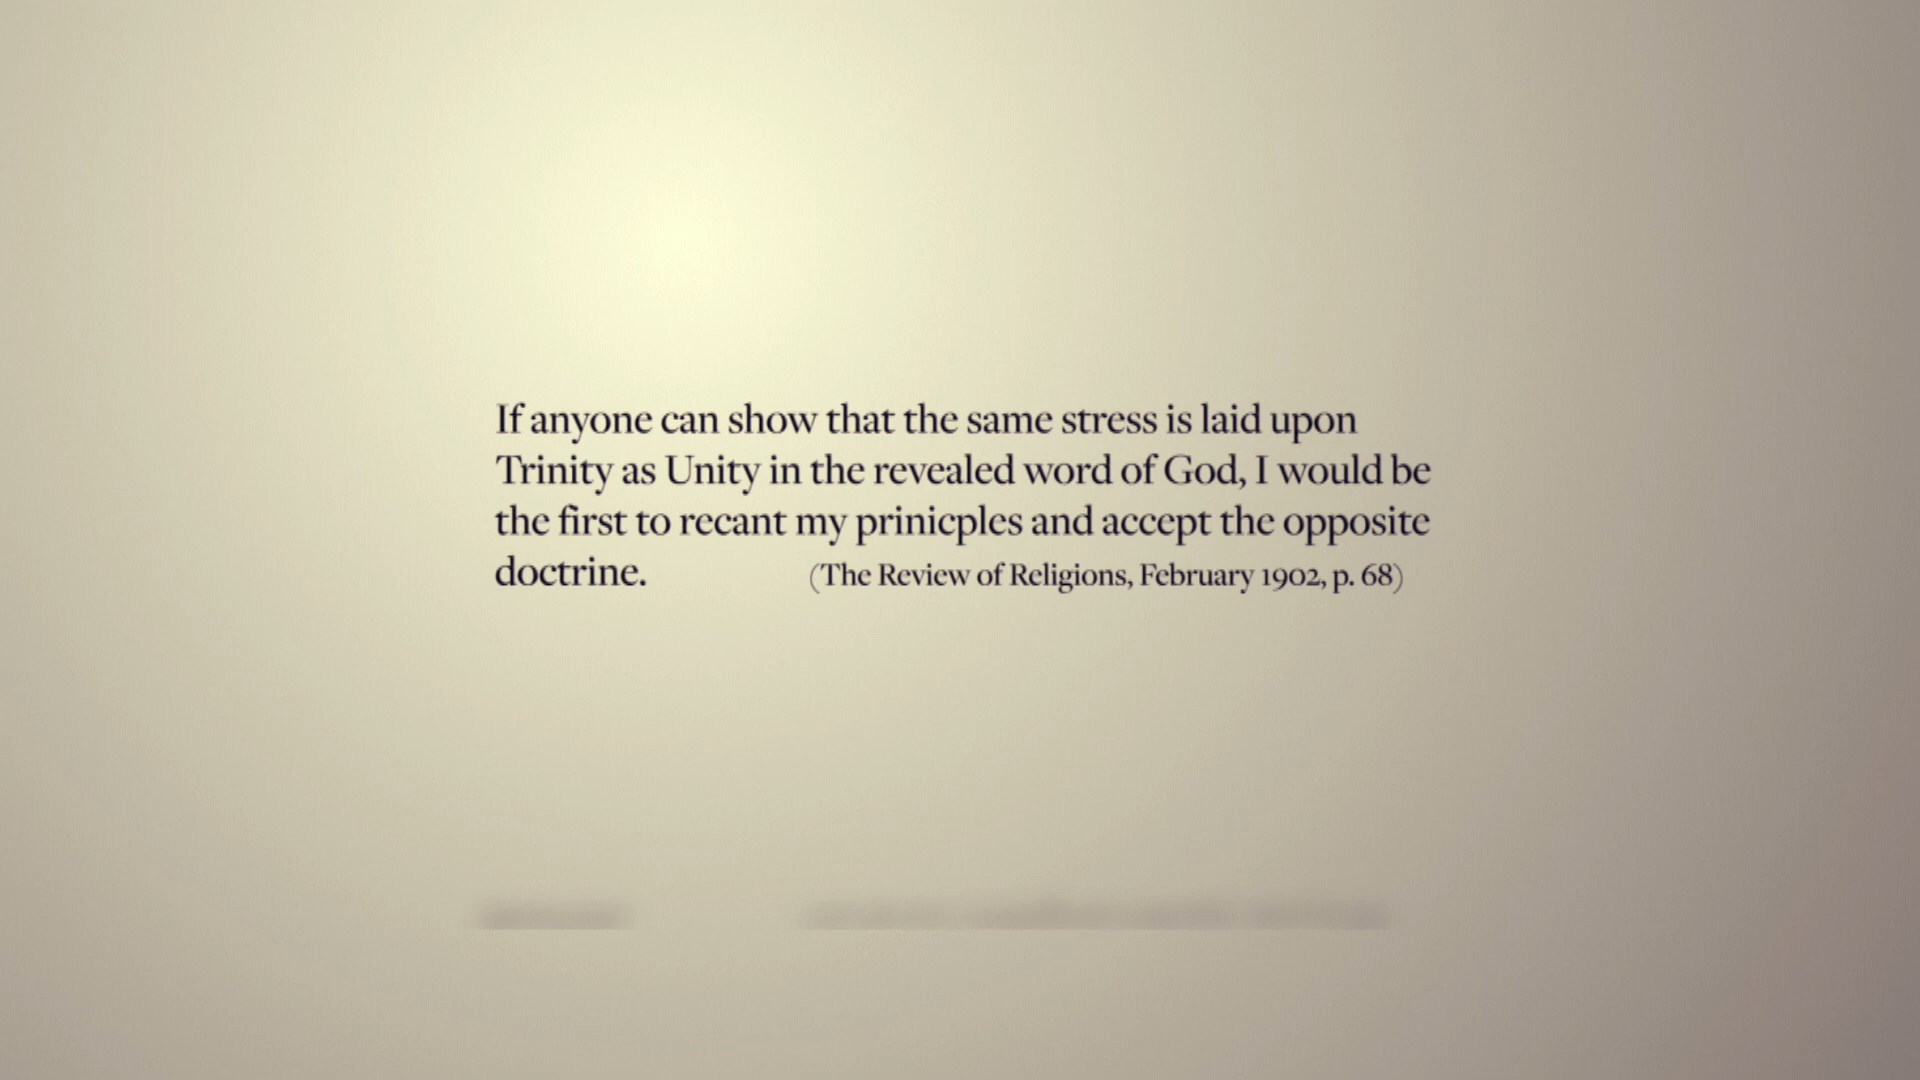 If anyone can show that the same stress is laid upon
Trinity as Unity in the revealed word of God, I would be
the first to recant my prinicples and accept the opposite
doctrine. (The Review of Religions, February 1902, p. 68)